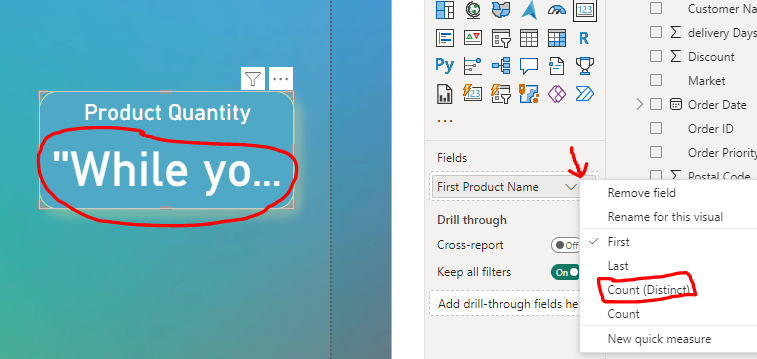 Product Quantity
"While yo...
...
R
Py
123
...
Fields
First Product Name
Drill through
Cross-report
Off
Keep all filters
On
Add drill-through fields he
Customer Na
delivery Days
Discount
Market
Order Date
Order ID
Order Priority
Postal Code
Remove field
Rename for this visual
First
Last
Count (Distinct)
Count
New quick measure